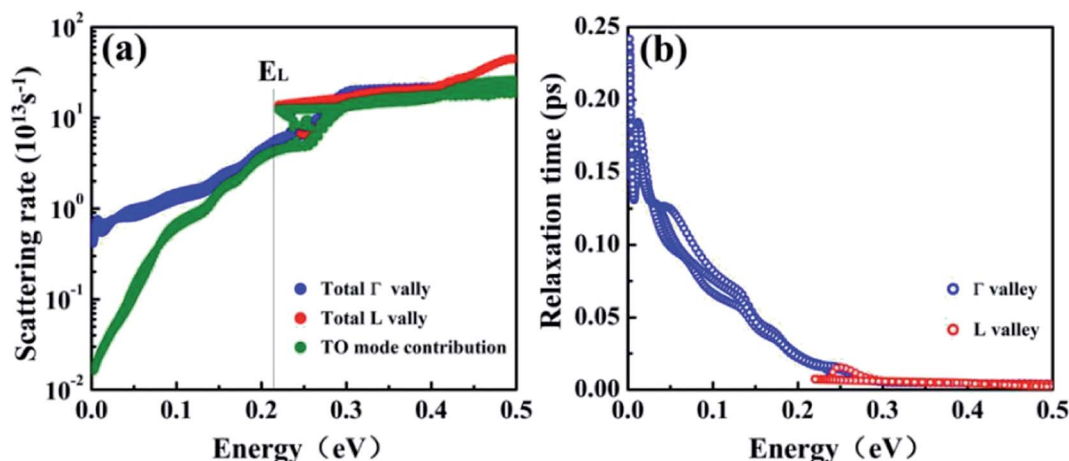 (a)
Scattering rate (10^13 s^-1)
10^2
10^1
10^0
10^-1
10^-2
E_L
Total Γ vally
Total L vally
TO mode contribution
0.0 0.1 0.2 0.3 0.4 0.5
Energy（eV）
(b)
Relaxation time (ps)
0.25
0.20
0.15
0.10
0.05
0.00
Γ valley
L valley
0.0 0.1 0.2 0.3 0.4 0.5
Energy（eV）